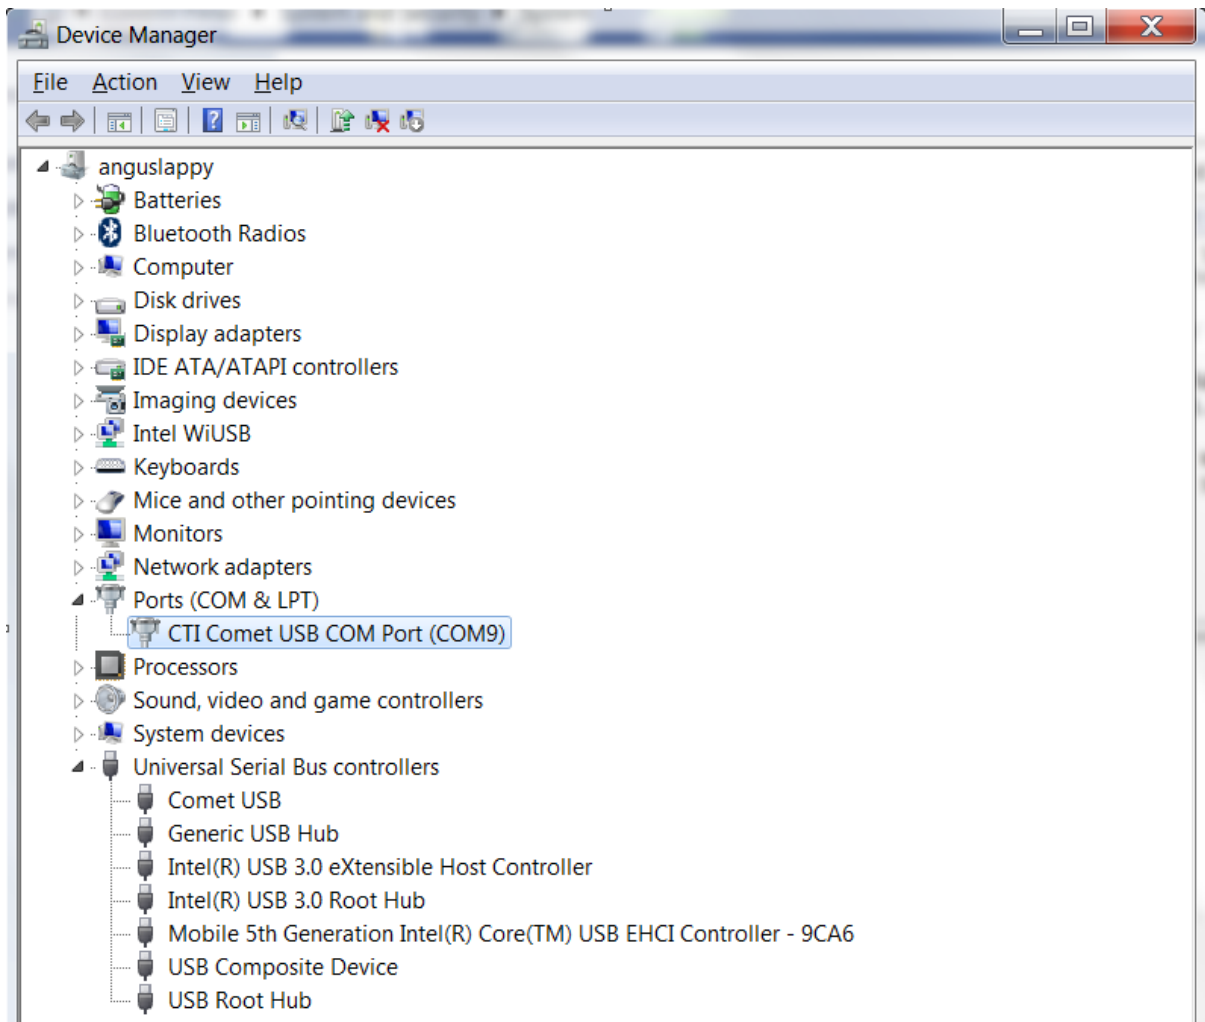 Device Manager
File Action View Help
anguslappy
Batteries
Bluetooth Radios
Computer
Disk drives
Display adapters
IDE ATA/ATAPI controllers
Imaging devices
Intel WiUSB
Keyboards
Mice and other pointing devices
Monitors
Network adapters
Ports (COM & LPT)
CTI Comet USB COM Port (COM9)
Processors
Sound, video and game controllers
System devices
Universal Serial Bus controllers
Comet USB
Generic USB Hub
Intel(R) USB 3.0 eXtensible Host Controller
Intel(R) USB 3.0 Root Hub
Mobile 5th Generation Intel(R) Core(TM) USB EHCI Controller - 9CA6
USB Composite Device
USB Root Hub